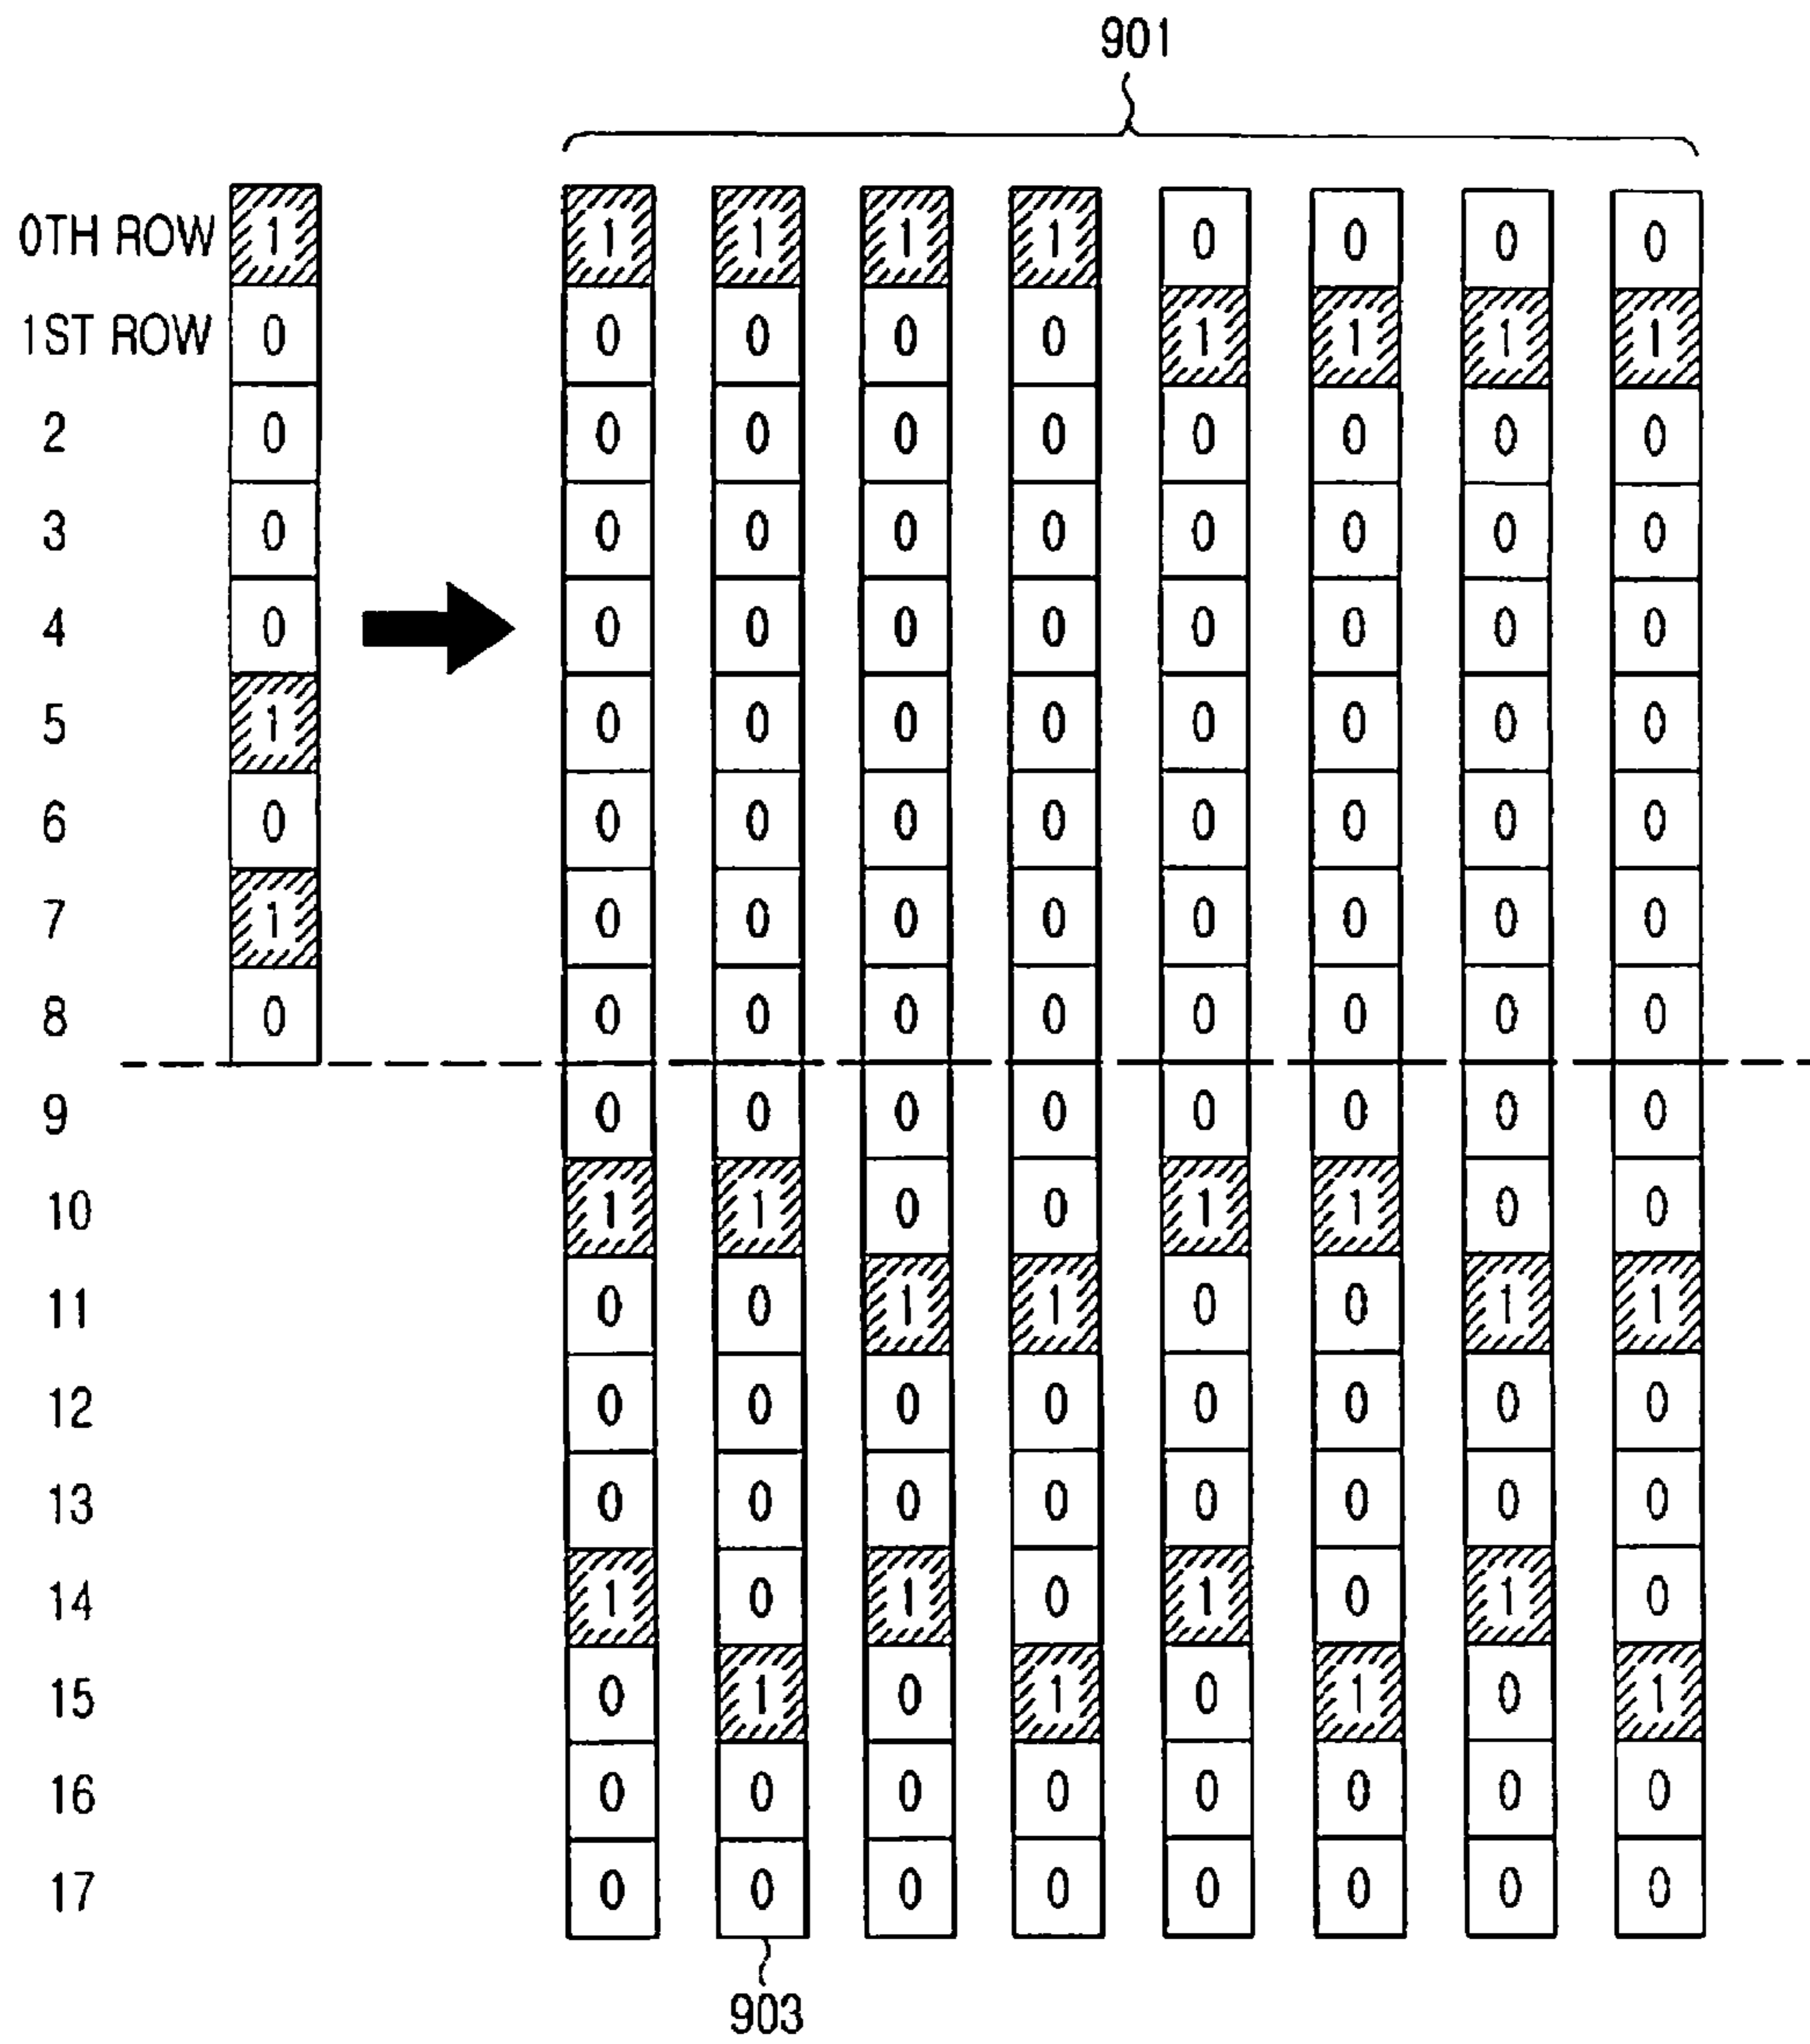 901
0TH ROW 1 1 1 1 1 0 0 0 0
1ST ROW 0 0 0 0 0 1 1 1 1
2 0 0 0 0 0 0 0 0 0
3 0 0 0 0 0 0 0 0 0
4 0 0 0 0 0 0 0 0 0
5 1 0 0 0 0 0 0 0 0
6 0 0 0 0 0 0 0 0 0
7 1 0 0 0 0 0 0 0 0
8 0 0 0 0 0 0 0 0 0
9 0 0 0 0 0 0 0 0
10 1 1 0 0 1 1 0 0
11 0 0 1 1 0 0 1 1
12 0 0 0 0 0 0 0 0
13 0 0 0 0 0 0 0 0
14 1 0 1 0 1 0 1 0
15 0 1 0 1 0 1 0 1
16 0 0 0 0 0 0 0 0
17 0 0 0 0 0 0 0 0
903